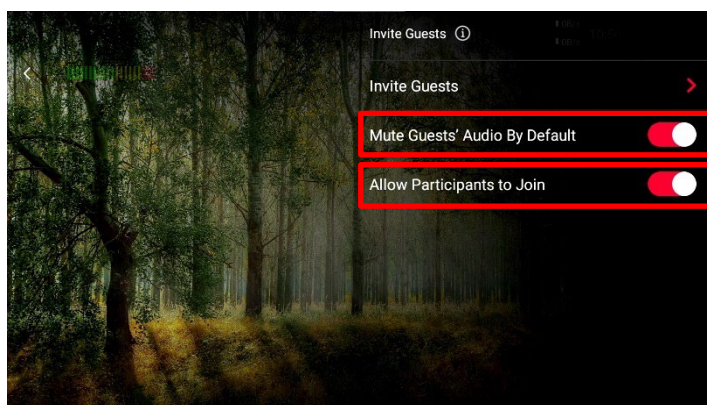 Invite Guests
Invite Guests
Mute Guests' Audio By Default
Allow Participants to Join